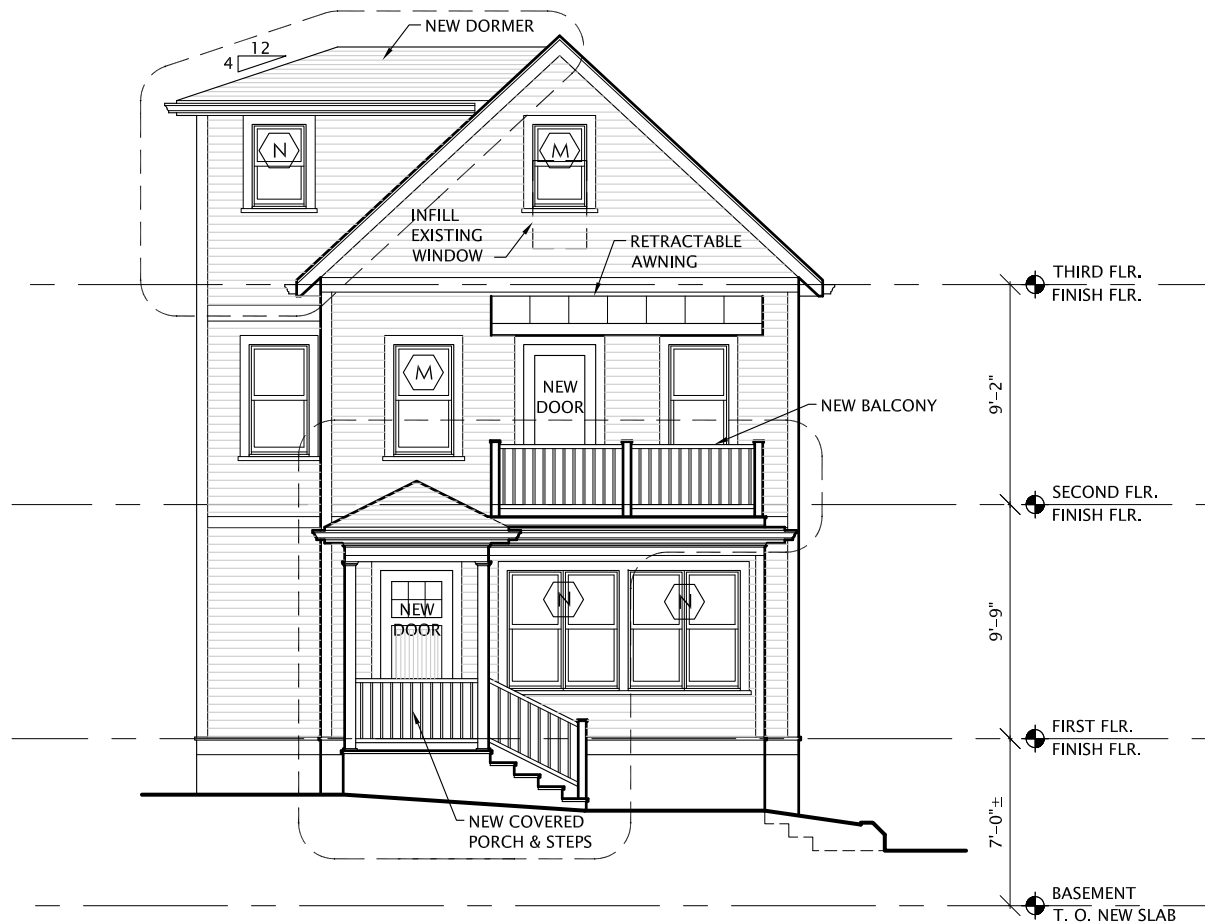 NEW DORMER
12
4
N
M
INFILL
EXISTING
WINDOW
RETRACTABLE
AWNING
THIRD FLR.
FINISH FLR.
M
NEW
DOOR
9'-2"
NEW BALCONY
SECOND FLR.
FINISH FLR.
NEW
DOOR
N
N
9'-9"
FIRST FLR.
FINISH FLR.
NEW COVERED
PORCH & STEPS
7'-0"±
BASEMENT
T. O. NEW SLAB